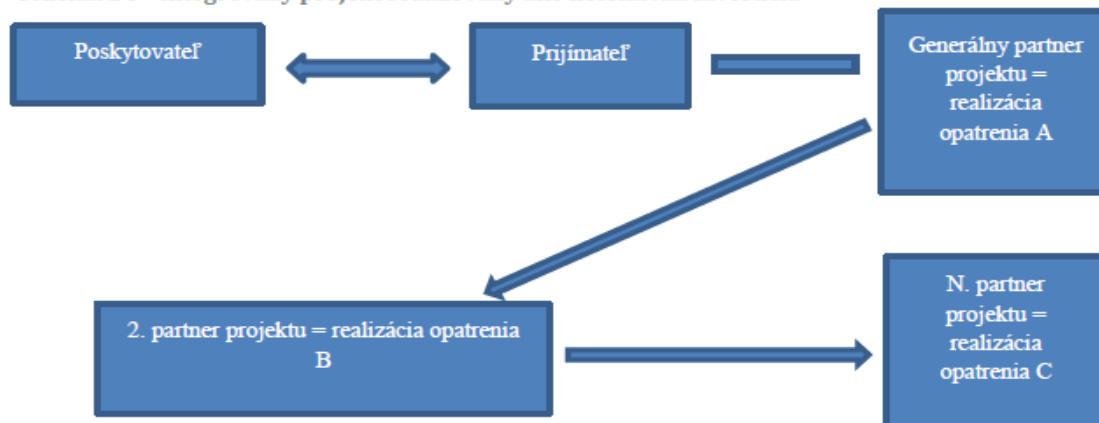 Poskytovateľ
Prijímateľ
Generálny partner
projektu =
realizácia
opatrenia A
2. partner projektu = realizácia opatrenia
B
N. partner
projektu =
realizácia
opatrenia C